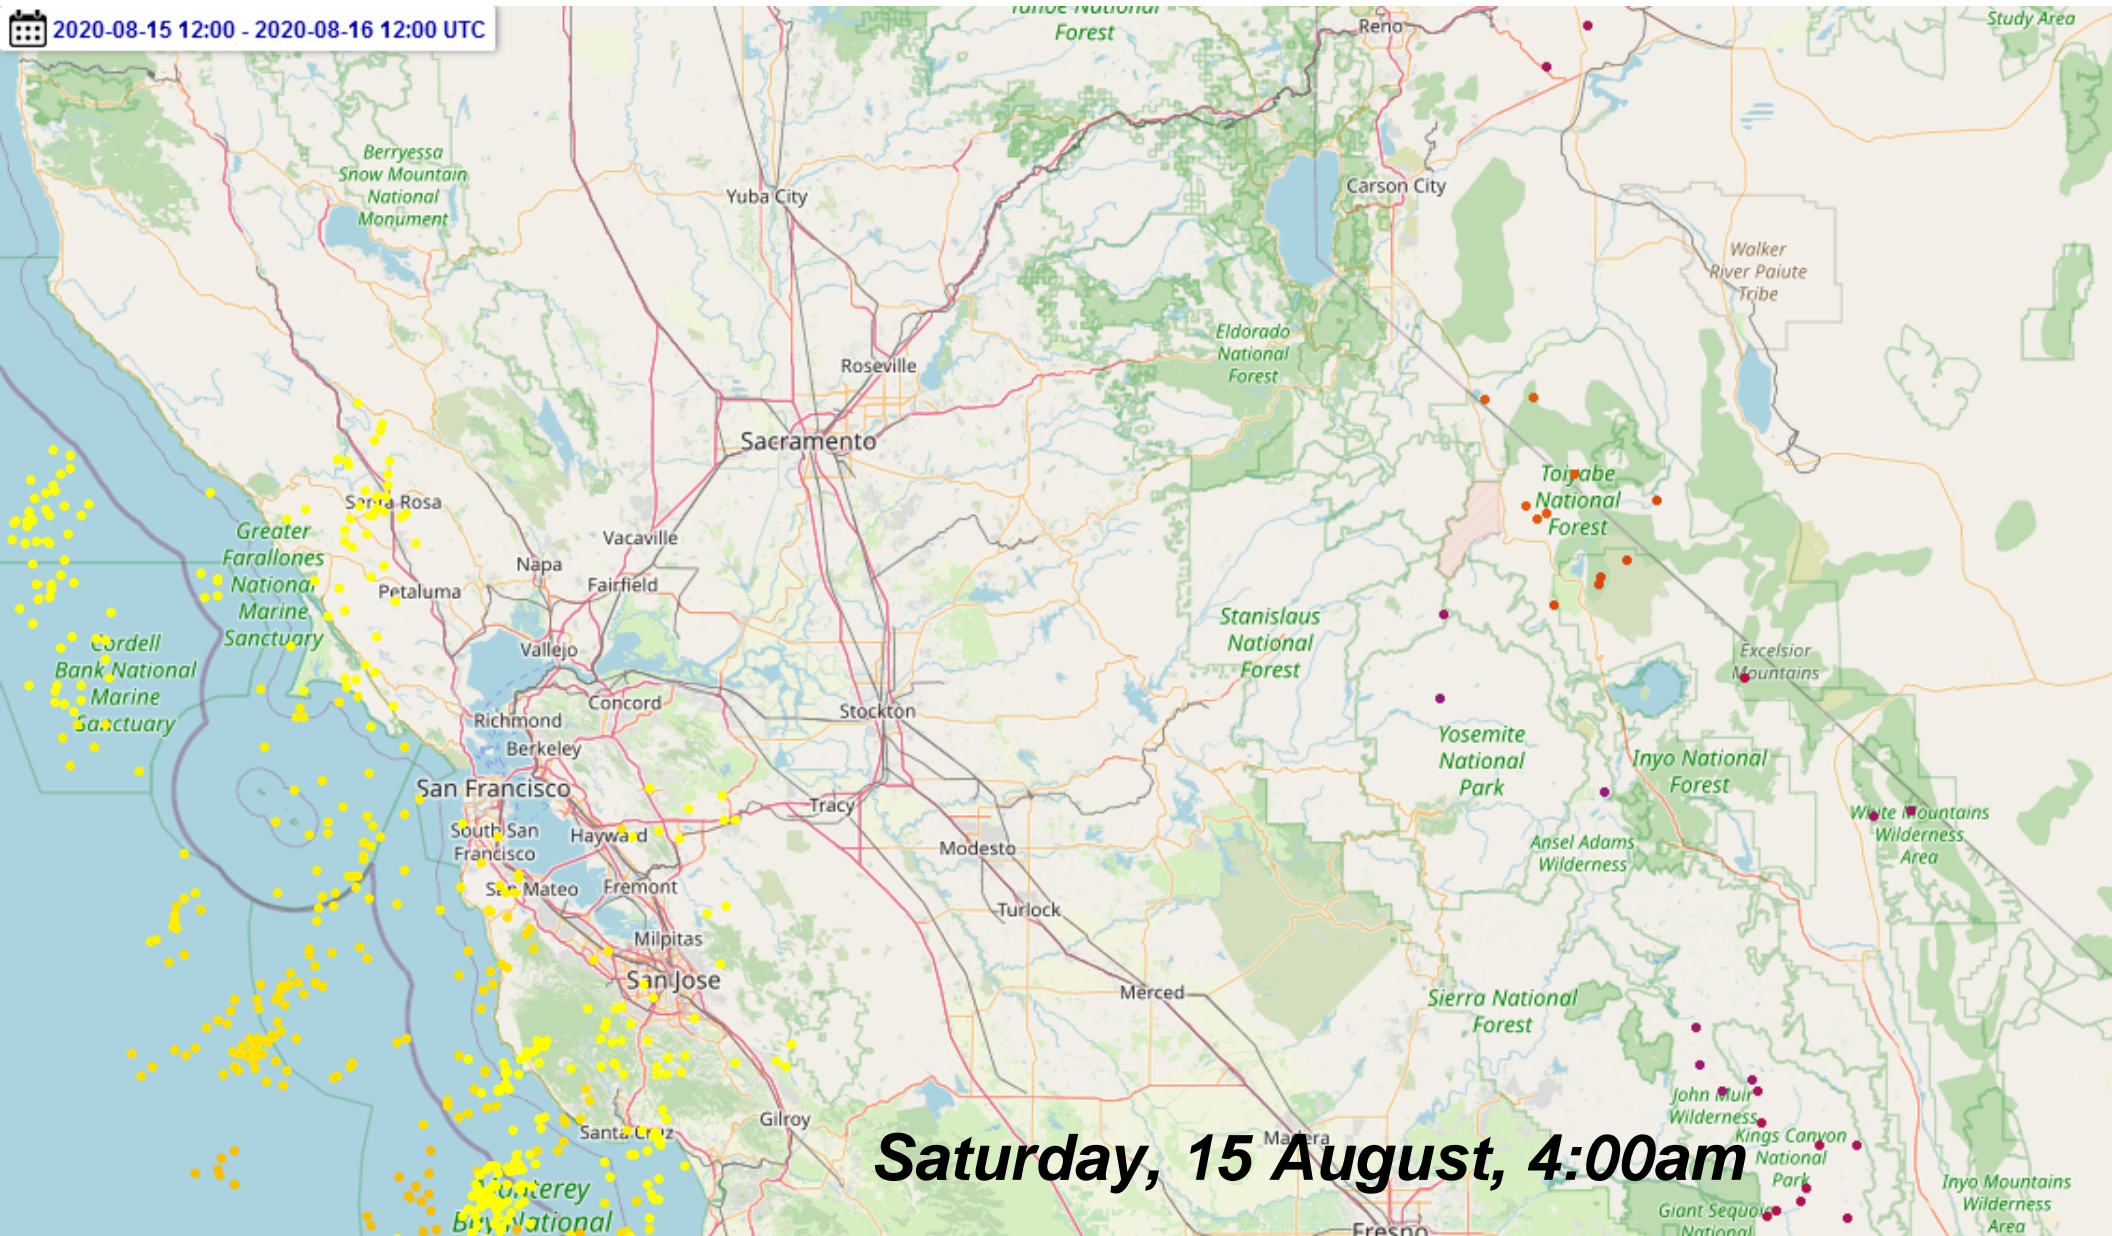 2020-08-15 12:00 - 2020-08-16 12:00 UTC
Tahoe National
Forest
Reno
Study Area
Berryessa
Snow Mountain
National
Monument
Yuba City
Carson City
Walker
River Paiute
Tribe
Eldorado
National
Forest
Roseville
Sacramento
Toiyabe
National
Forest
Santa Rosa
Greater
Farallones
National
Marine
Sanctuary
Vacaville
Napa
Fairfield
Petaluma
Stanislaus
National
Forest
Cordell
Bank National
Marine
Sanctuary
Vallejo
Excelsior
Mountains
Concord
Stockton
Richmond
Berkeley
Yosemite
National
Park
Inyo National
Forest
San Francisco
Tracy
South San
Francisco
Hayward
Modesto
Ansel Adams
Wilderness
White Mountains
Wilderness
Area
San Mateo
Fremont
Turlock
Milpitas
San Jose
Merced
Sierra National
Forest
John Muir
Wilderness
Gilroy
Santa Cruz
Madera
Kings Canyon
National
Park
Saturday, 15 August, 4:00am
Monterey
Bay National
Inyo Mountains
Wilderness
Area
Giant Sequoia
National
Fresno